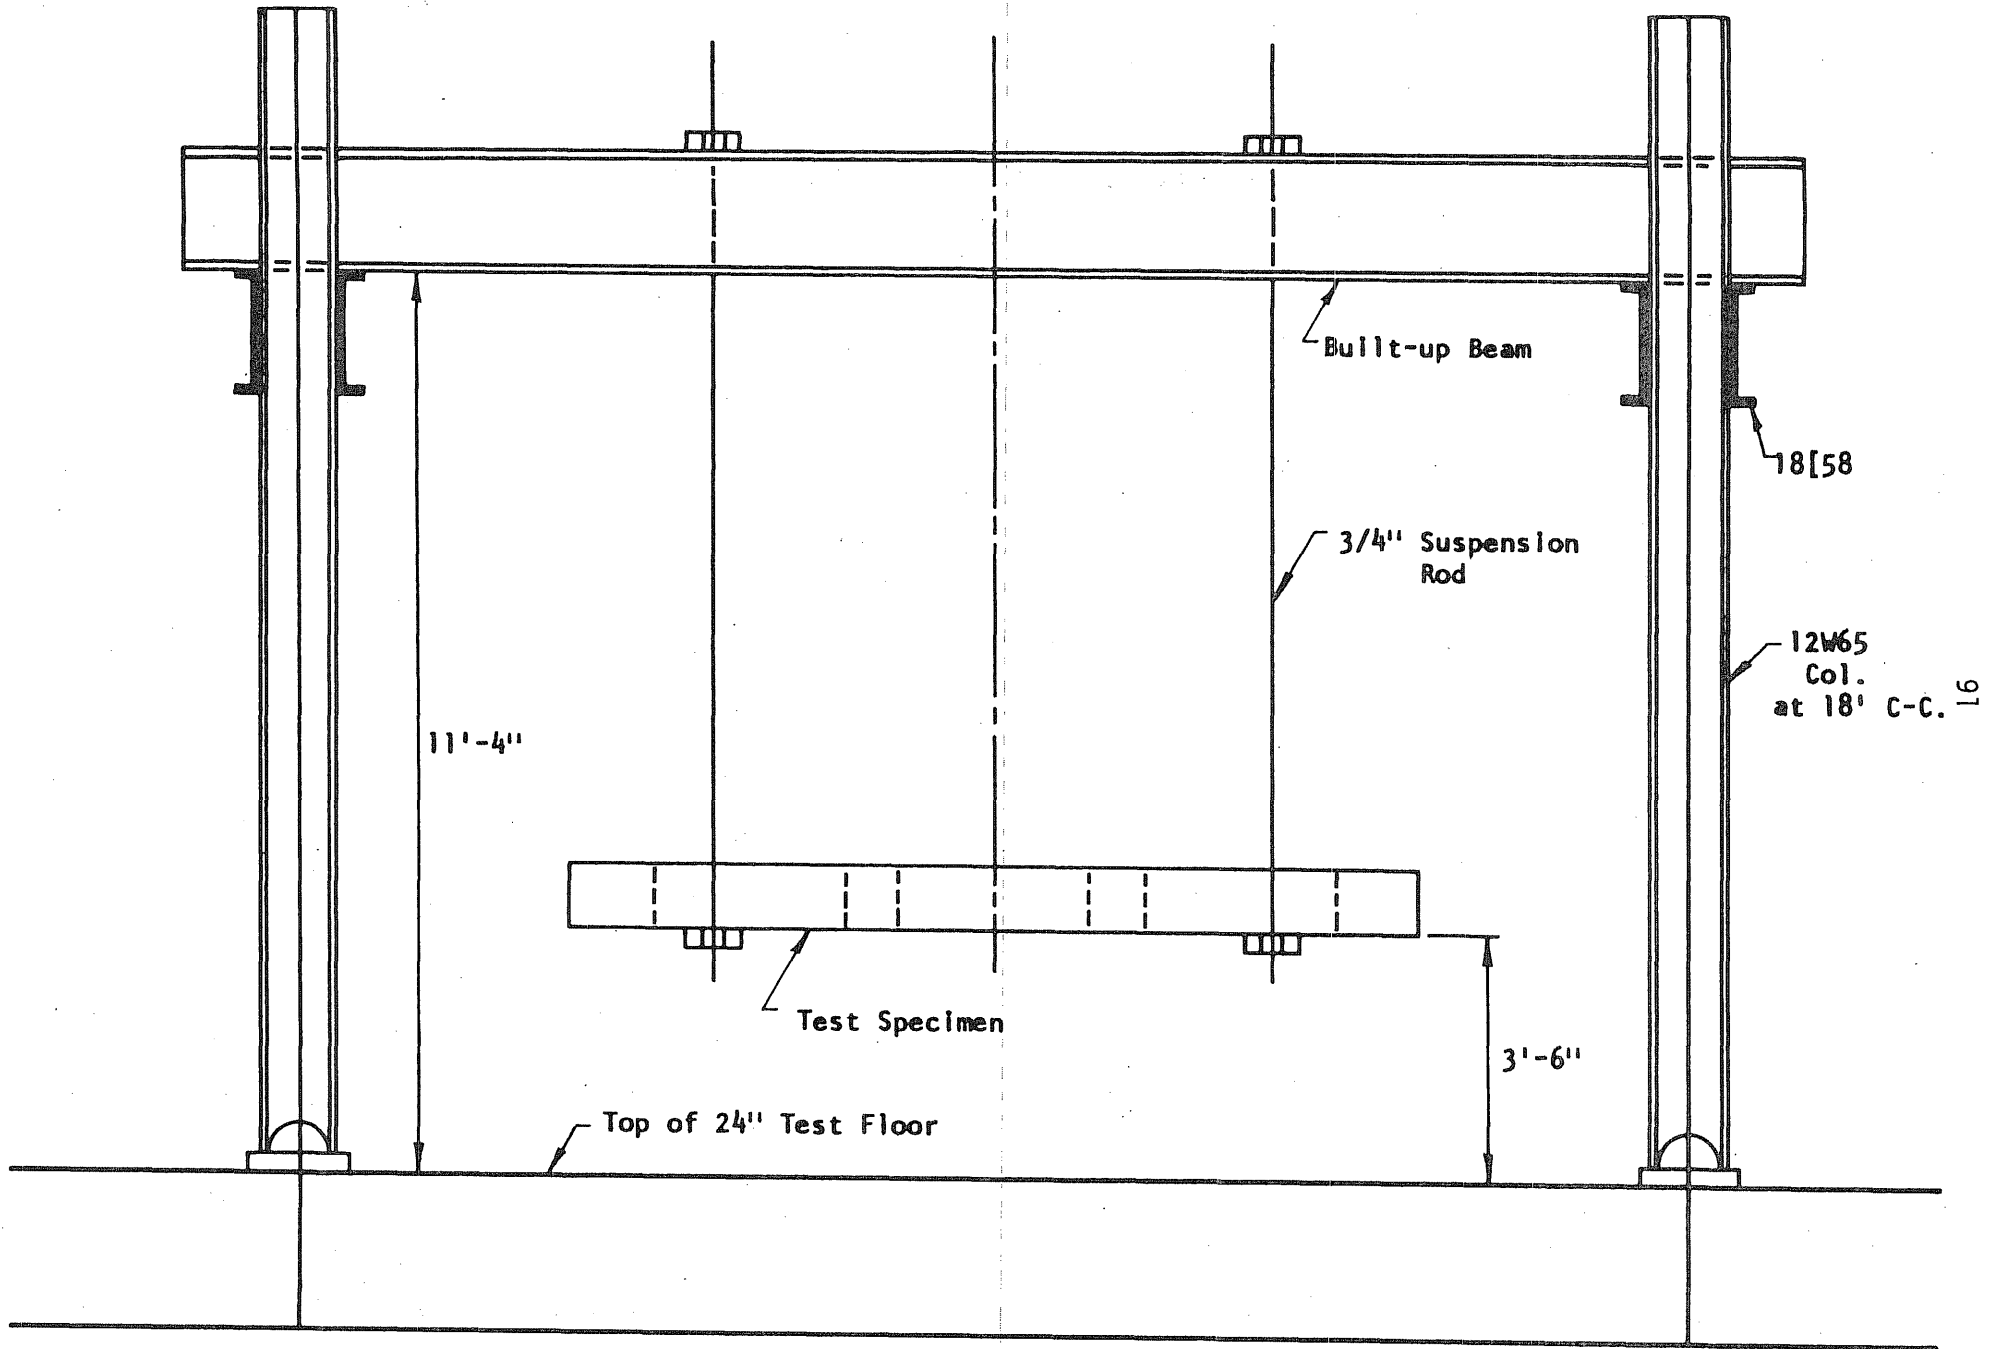 Built-up Beam
18[58
3/4" Suspension
Rod
12W65
Col.
at 18' C-C.
91
11'-4"
Test Specimen
3'-6"
Top of 24" Test Floor